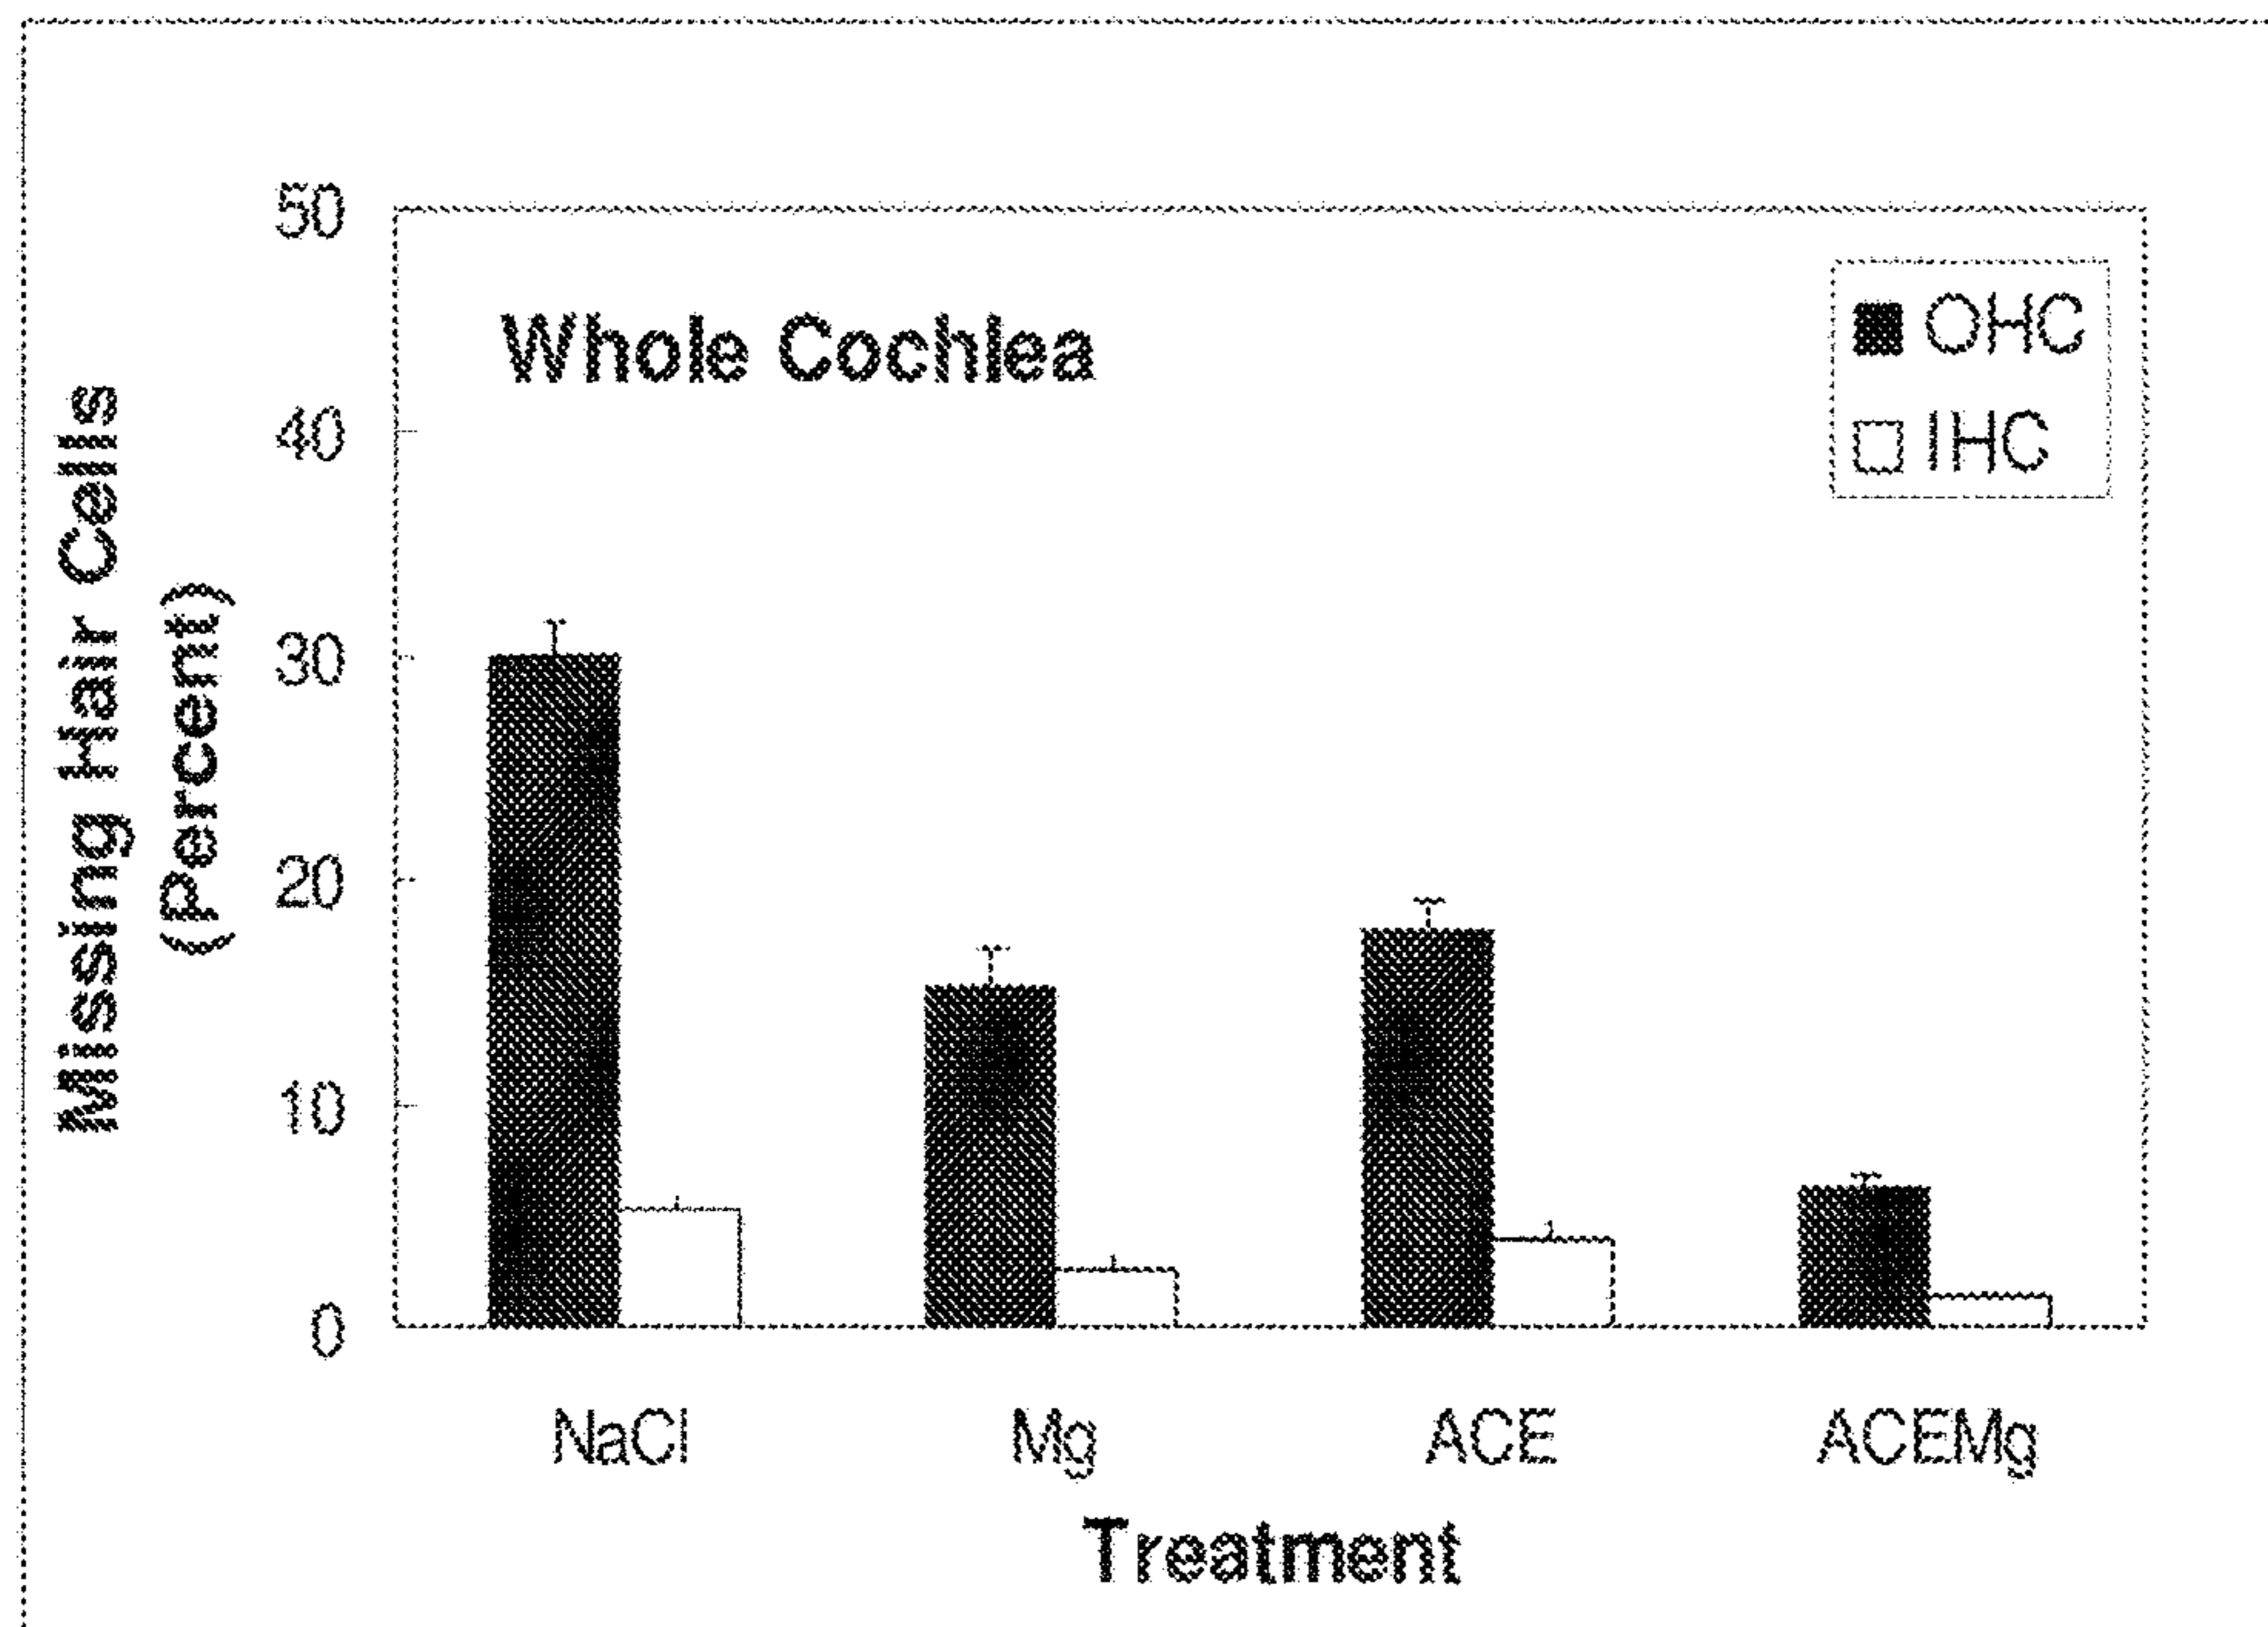 50
Whole Cochlea
OHC
IHC
40
30
20
10
0
Missing Hair Cells
(Percent)
NaCl
Mg
ACE
ACEMg
Treatment